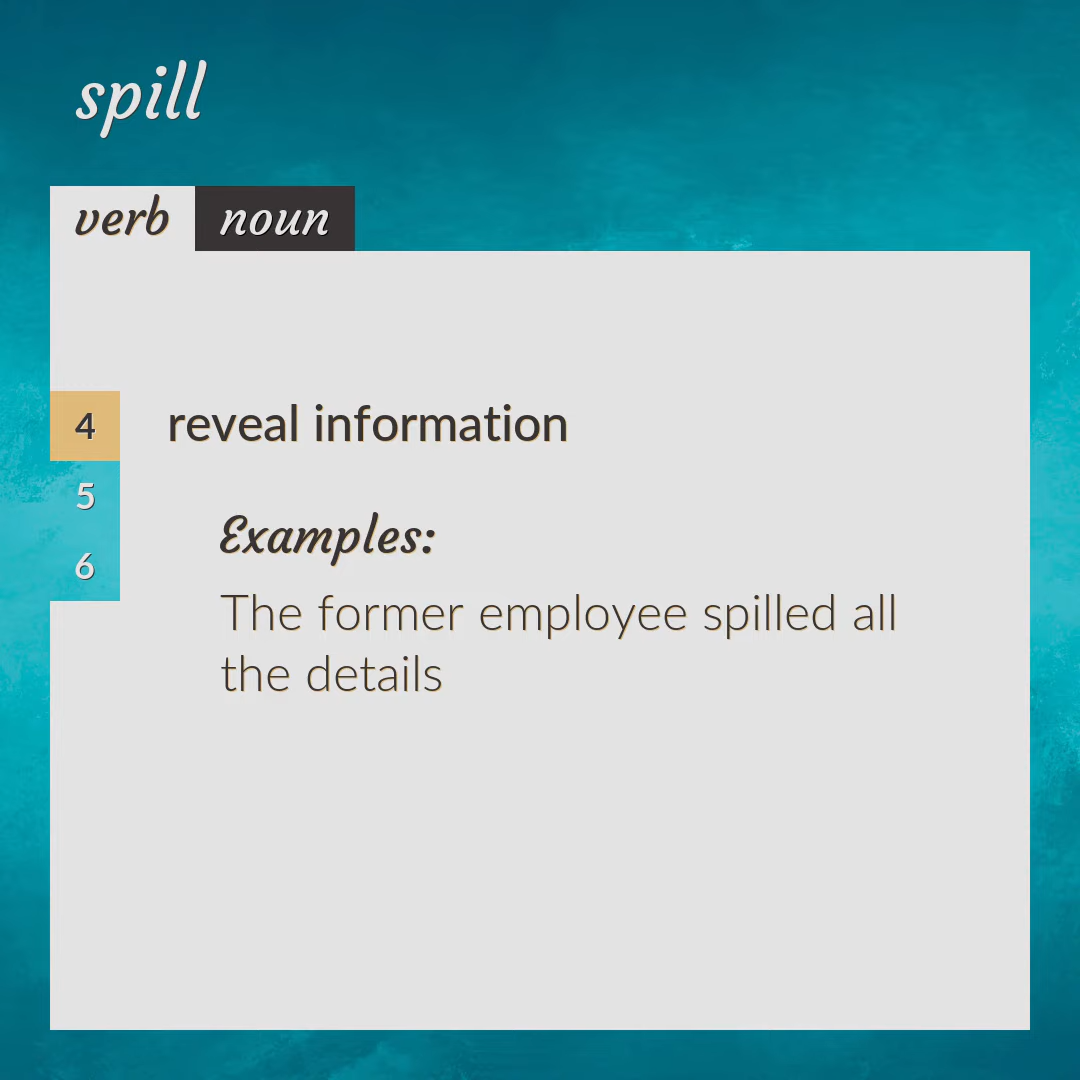 spill
verb noun
4 reveal information
5
6
Examples:
The former employee spilled all
the details